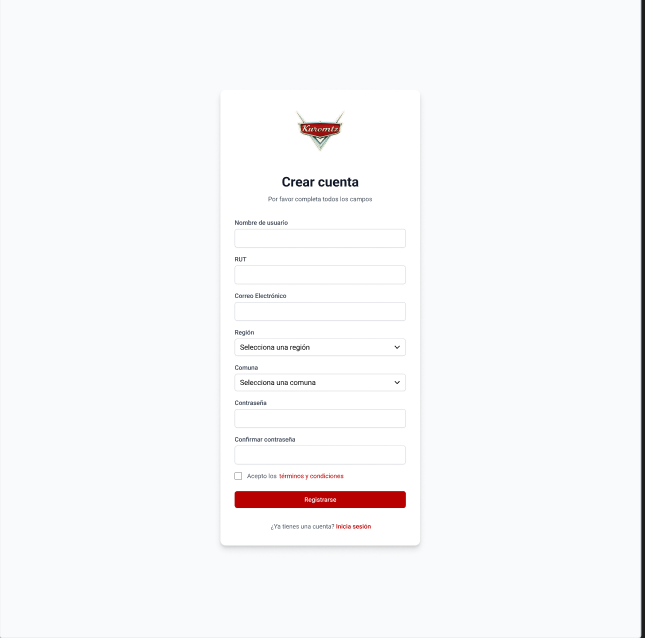 Kuromtz
Crear cuenta
Por favor completa todos los campos
Nombre de usuario
RUT
Correo Electrónico
Región
Selecciona una región
Comuna
Selecciona una comuna
Contraseña
Confirmar contraseña
Acepto los términos y condiciones
Registrarse
¿Ya tienes una cuenta? Inicia sesión